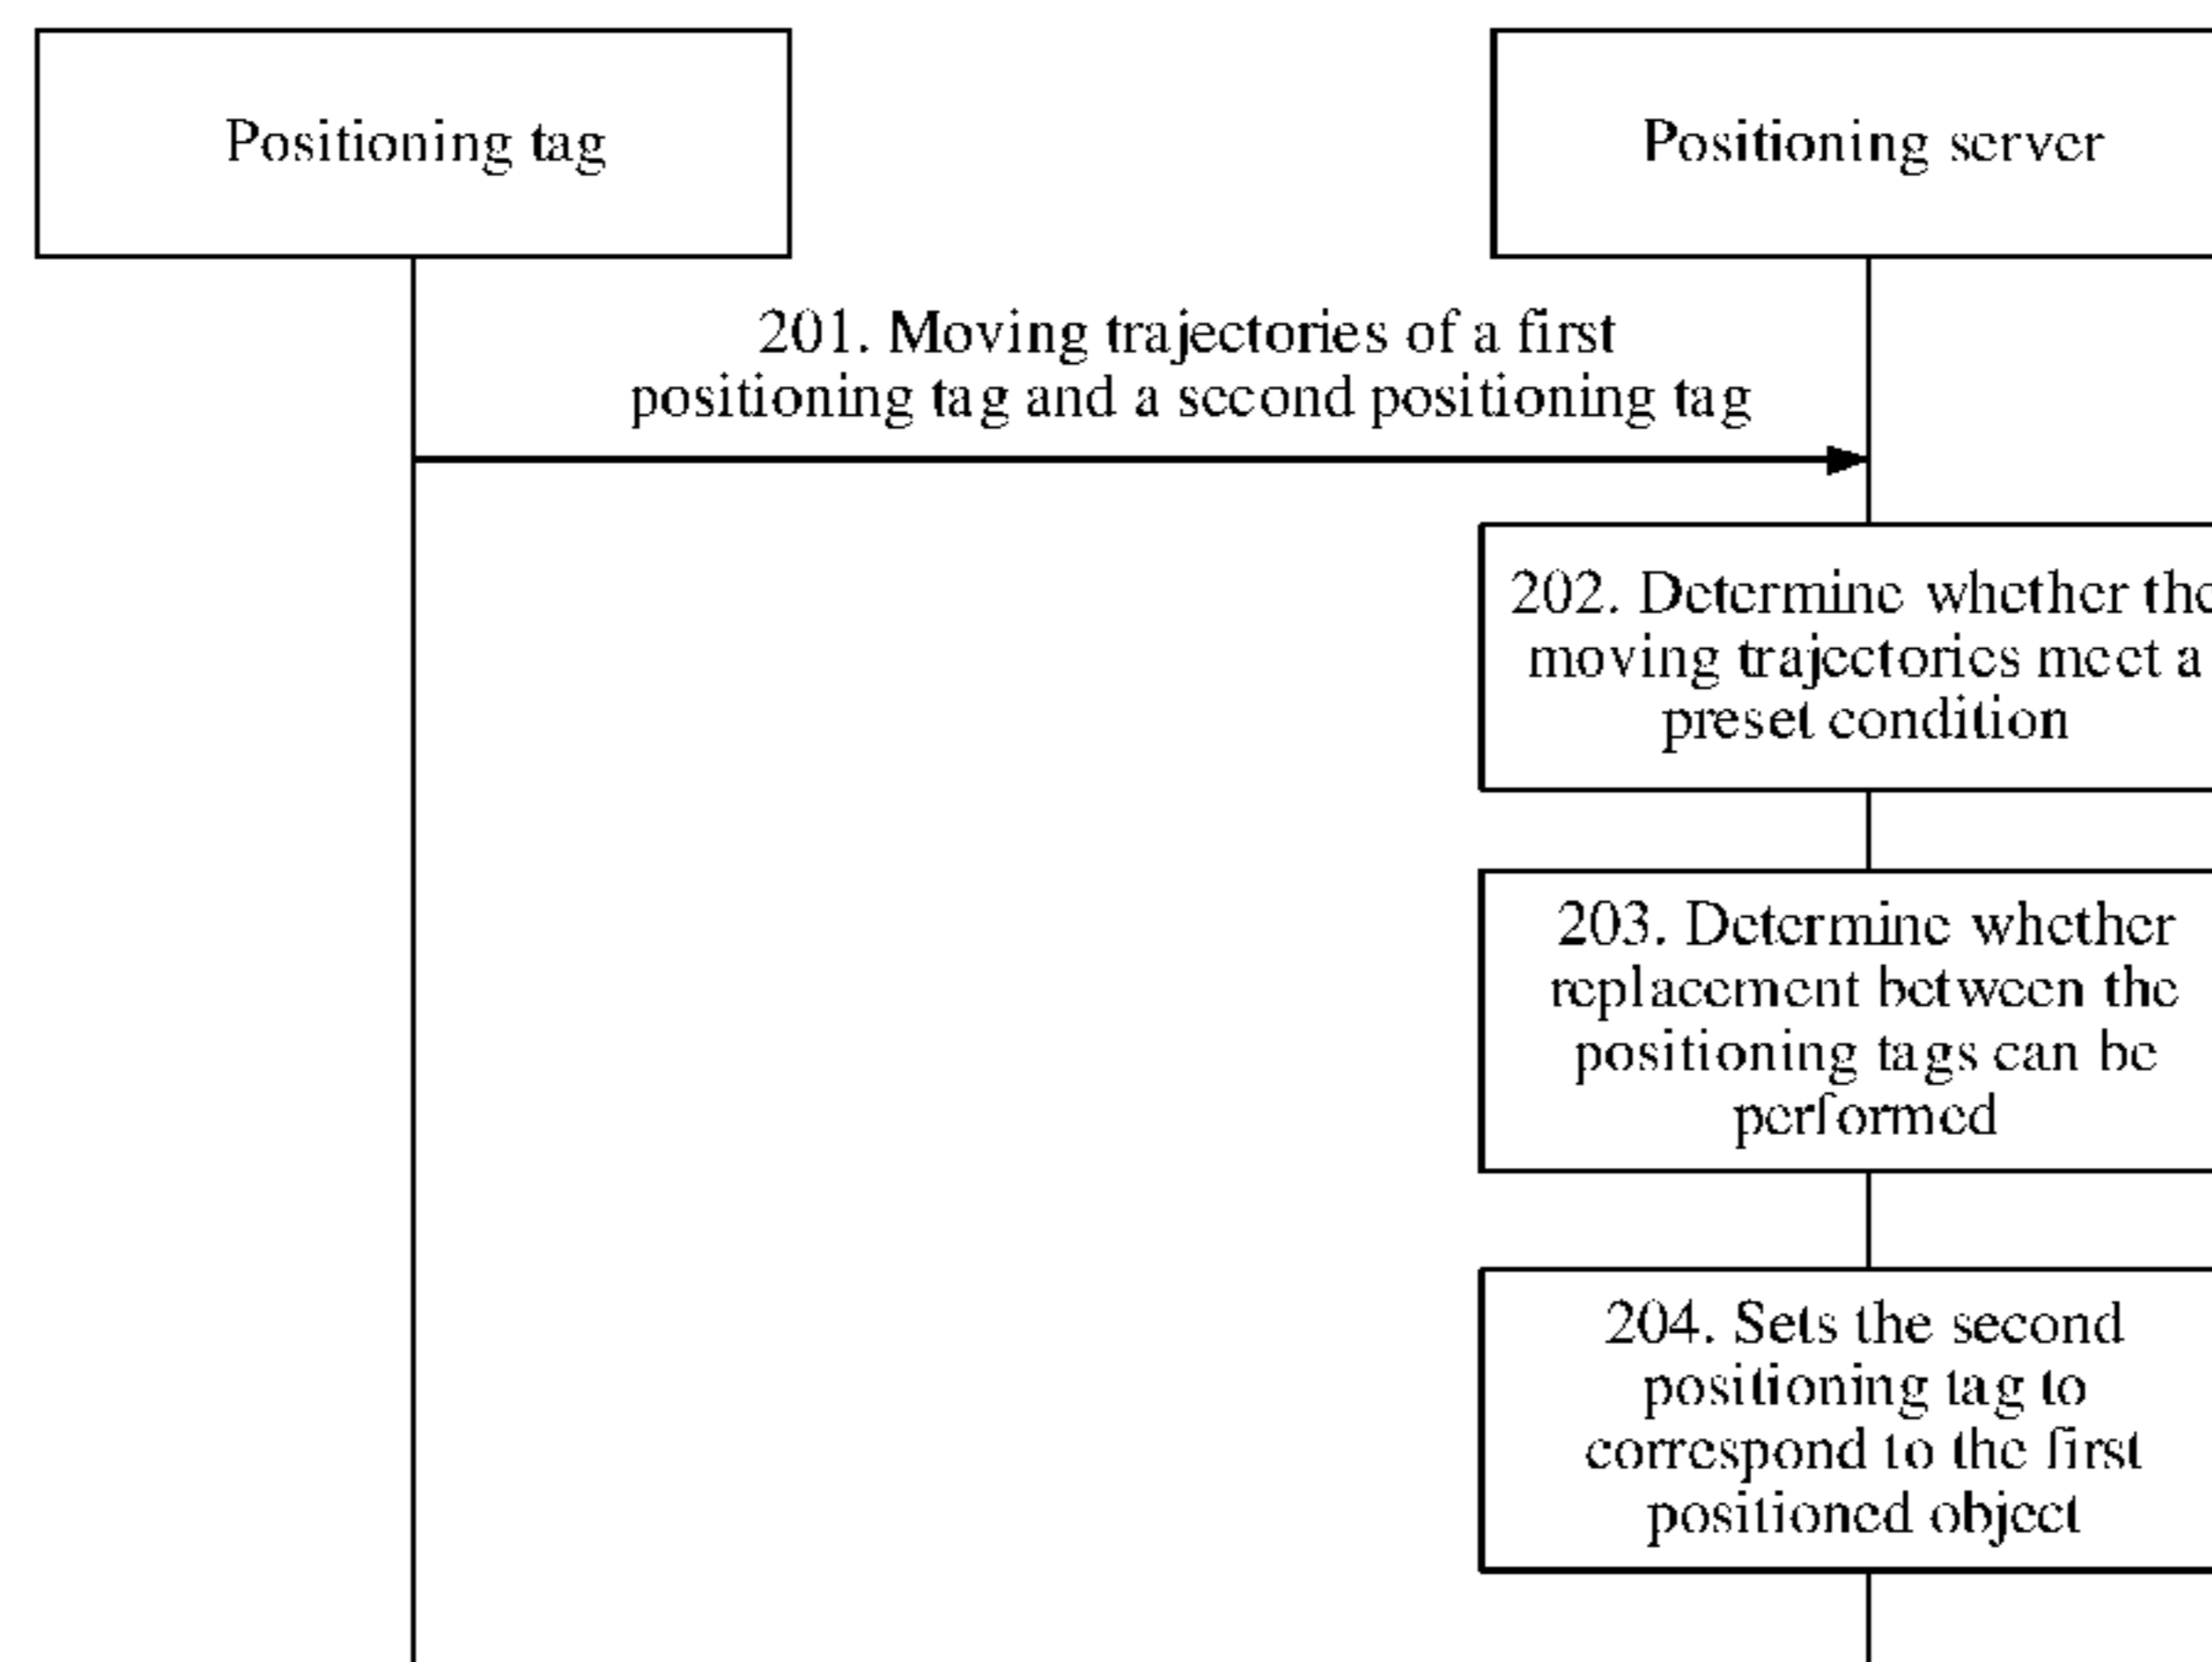 Positioning tag
Positioning server
201. Moving trajectories of a first
positioning tag and a second positioning tag
202. Determine whether the
moving trajectories meet a
preset condition
203. Determine whether
replacement between the
positioning tags can be
performed
204. Sets the second
positioning tag to
correspond to the first
positioned object